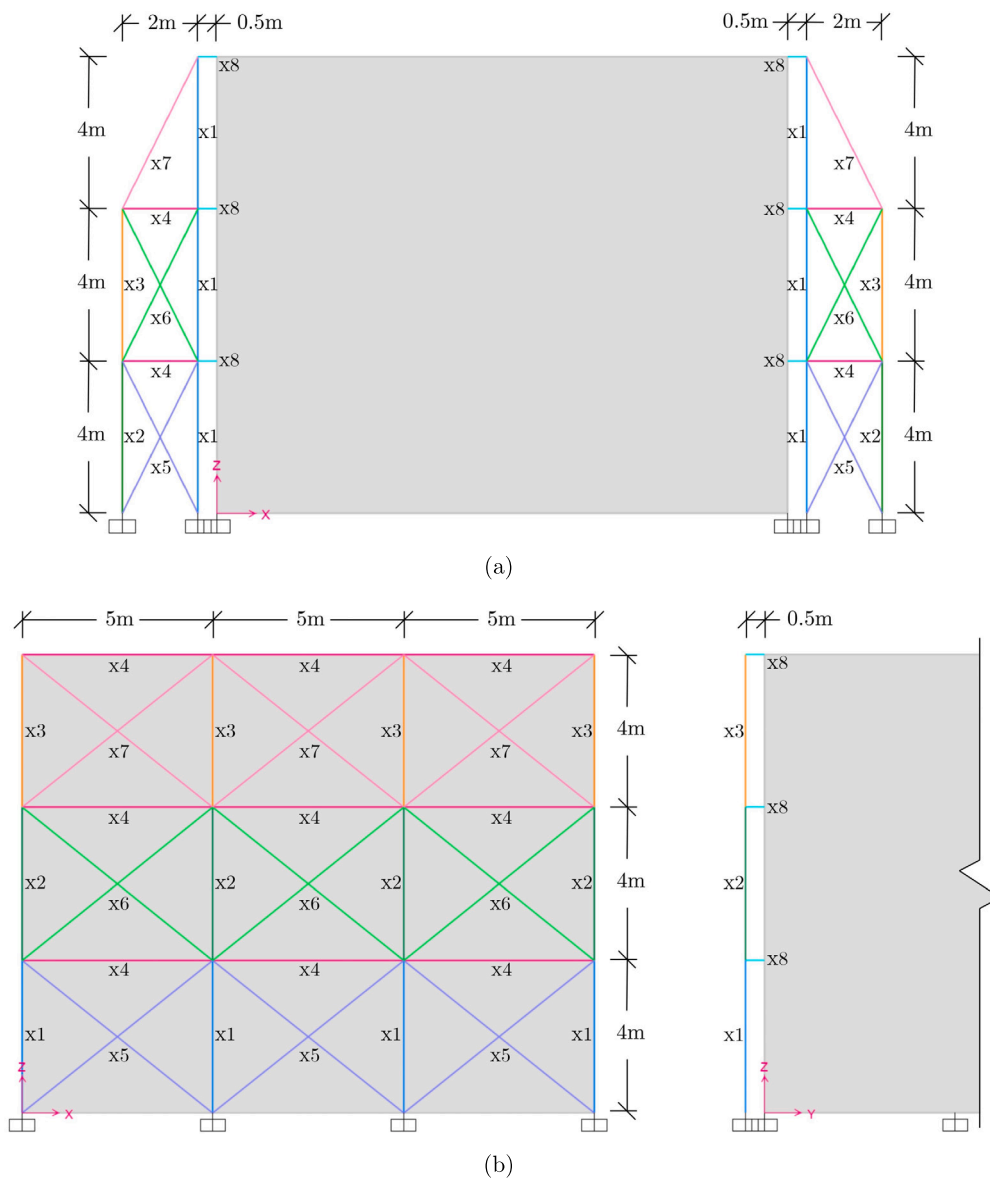 2m 0.5m 0.5m 2m
x8 x8
4m x1 x1 4m
x7 x7
x4 x8 x8 x4
4m x3 x1 x1 x3 4m
x6 x6
x4 x8 x8 x4
4m x2 x1 x1 x2 4m
x5 x5
Z
X
(a)
5m 5m 5m 0.5m
x4 x4 x4 x8
x3 x3 x3 x3 4m x3
x7 x7 x7
x4 x4 x4 x8
x2 x2 x2 x2 4m x2
x6 x6 x6
x4 x4 x4 x8
x1 x1 x1 x1 4m x1
x5 x5 x5
Z Z
X Y
(b)